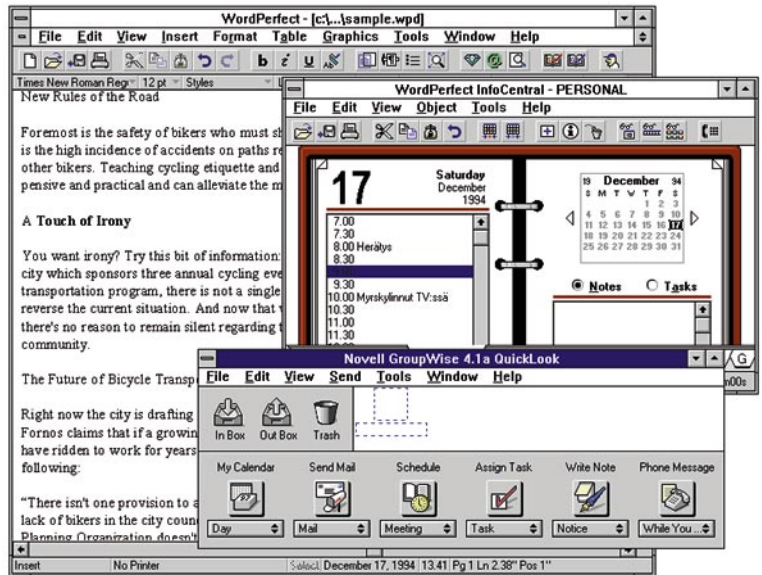 WordPerfect - [c:\...\sample.wpd]
File Edit View Insert Format Table Graphics Tools Window Help
b i u
Times New Roman Regu 12 pt Styles
New Rules of the Road
Foremost is the safety of bikers who must
is the high incidence of accidents on paths
other bikers. Teaching cycling etiquette and
pensive and practical and can alleviate the
A Touch of Irony
You want irony? Try this bit of information:
city which sponsors three annual cycling
transportation program, there is not a single
reverse the current situation. And now that
there's no reason to remain silent regarding
community.
The Future of Bicycle
Right now the city is drafting
Fornos claims that if a growin
have ridden to work for years
following:
"There isn't one provision to a
lack of bikers in the city
Planning Organization doesn't
Insert No Printer Select December 17, 1994 13.41 Pg 1 Ln 2.38" Pos 1"
WordPerfect InfoCentral - PERSONAL
File Edit View Object Tools Help
17
Saturday
December
1994
7.00
7.30
8.00 Herätys
8.30
9.30
10.00 Myrskylinnut TV:ssä
10.30
11.00
11.30
19 December 94
S M T W T F S
1 2 3
4 5 6 7 8 9 10
11 12 13 14 15 16 17
18 19 20 21 22 23 24
25 26 27 28 29 30 31
Notes Tasks
G
m00s
Novell GroupWise 4.1a QuickLook
File Edit View Send Tools Window Help
In Box Out Box Trash
My Calendar Send Mail Schedule Assign Task Write Note Phone Message
Day Mail Meeting Task Notice While You ...